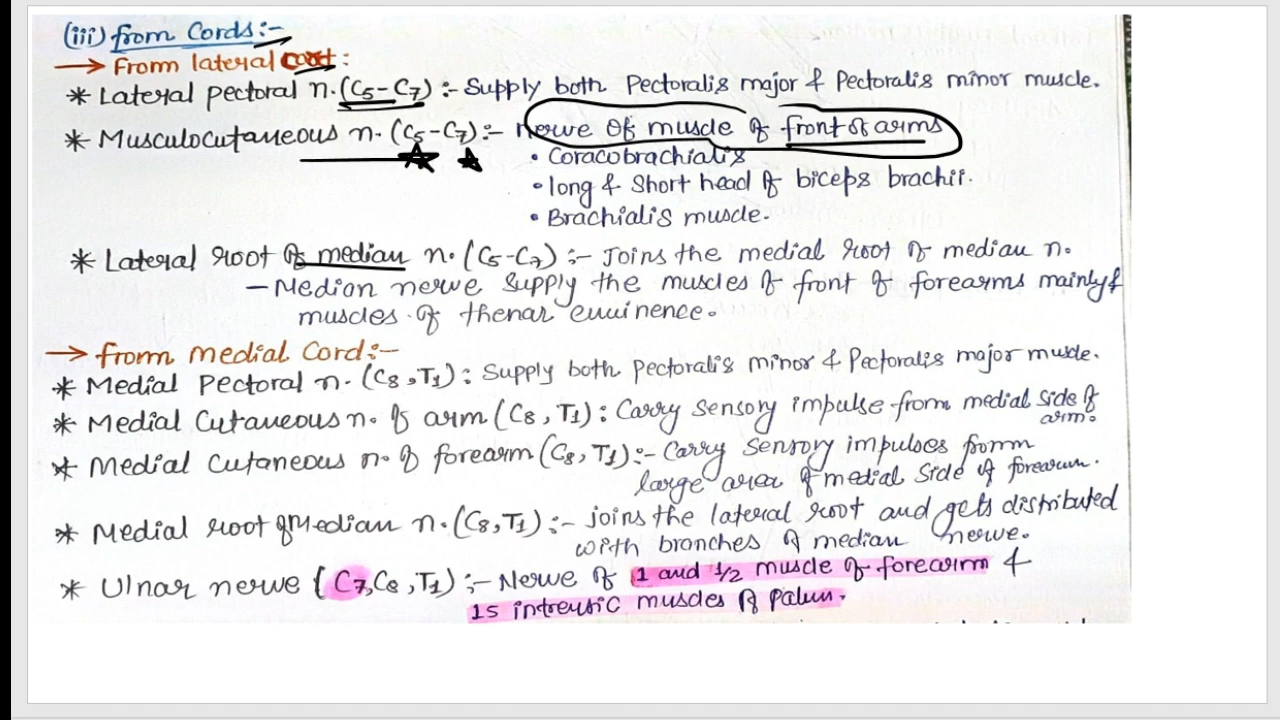 (iii) from Cords:-
→ From lateral cord:
* Lateral pectoral n. (C5-C7) :- Supply both Pectoralis major & Pectoralis minor muscle.
* Musculocutaneous n. (C5-C7):- Nerve of muscle of front of arms
• Coracobrachialis
• long & Short head of biceps brachii.
• Brachialis muscle.
* Lateral root of median n. (C5-C7) :- Joins the medial root of median n.
- Median nerve supply the muscles of front of forearms mainly &
muscles of thenar eminence.
→ from medial Cord:-
* Medial Pectoral n. (C8, T1) : Supply both pectoralis minor & Pectoralis major muscle.
* Medial Cutaneous n. of arm (C8, T1) : Carry sensory impulse from medial side of
arm.
* Medial Cutaneous n. of forearm (C8, T1) :- Carry sensory impulses from
large area of medial side of forearm.
* Medial root of Median n. (C8, T1) :- joins the lateral root and gets distributed
with branches of median nerve.
* Ulnar nerve (C7, C8, T1) :- Nerve of 1 and 1/2 muscle of forearm &
15 intrensic muscles of palm.